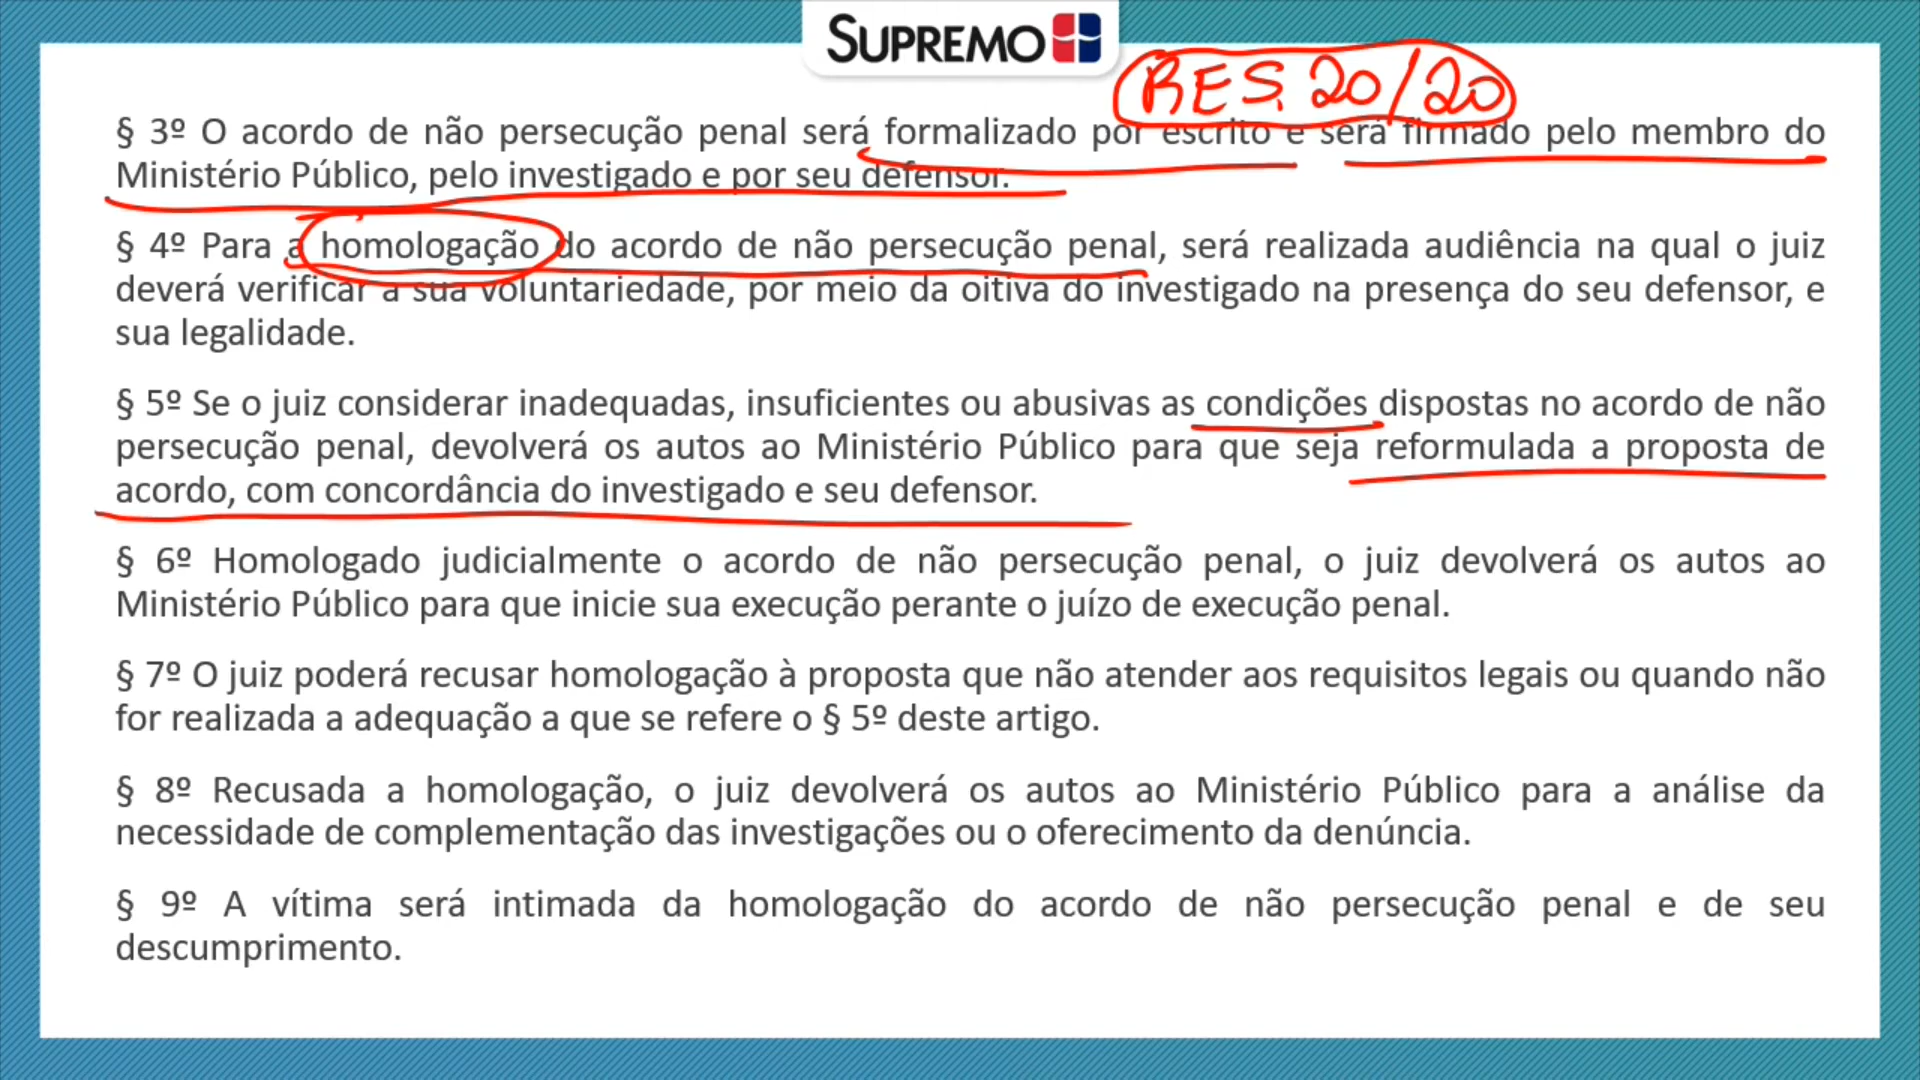 SUPREMO
RES. 20/20
§ 3º O acordo de não persecução penal será formalizado por escrito e será firmado pelo membro do
Ministério Público, pelo investigado e por seu defensor.
§ 4º Para a homologação do acordo de não persecução penal, será realizada audiência na qual o juiz
deverá verificar a sua voluntariedade, por meio da oitiva do investigado na presença do seu defensor, e
sua legalidade.
§ 5º Se o juiz considerar inadequadas, insuficientes ou abusivas as condições dispostas no acordo de não
persecução penal, devolverá os autos ao Ministério Público para que seja reformulada a proposta de
acordo, com concordância do investigado e seu defensor.
§ 6º Homologado judicialmente o acordo de não persecução penal, o juiz devolverá os autos ao
Ministério Público para que inicie sua execução perante o juízo de execução penal.
§ 7º O juiz poderá recusar homologação à proposta que não atender aos requisitos legais ou quando não
for realizada a adequação a que se refere o § 5º deste artigo.
§ 8º Recusada a homologação, o juiz devolverá os autos ao Ministério Público para a análise da
necessidade de complementação das investigações ou o oferecimento da denúncia.
§ 9º A vítima será intimada da homologação do acordo de não persecução penal e de seu
descumprimento.